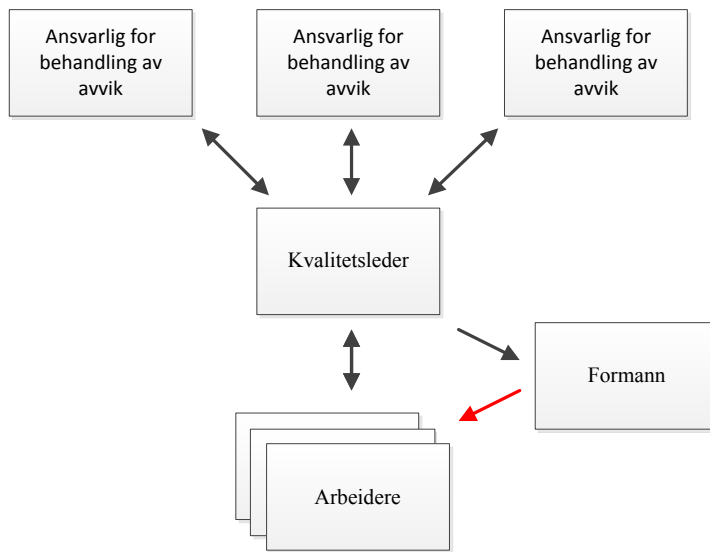 Ansvarlig for
behandling av
avvik
Ansvarlig for
behandling av
avvik
Ansvarlig for
behandling av
avvik
Kvalitetsleder
Formann
Arbeidere